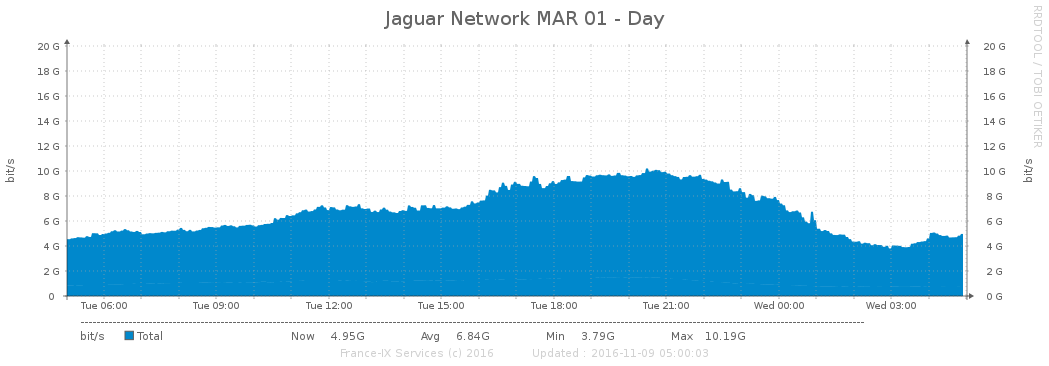 Jaguar Network MAR 01 - Day
RRDTOOL / TOBI OETIKER
bit/s
20 G
18 G
16 G
14 G
12 G
10 G
8 G
6 G
4 G
2 G
0
20 G
18 G
16 G
14 G
12 G
10 G
8 G
6 G
4 G
2 G
0 G
bit/s
Tue 06:00 Tue 09:00 Tue 12:00 Tue 15:00 Tue 18:00 Tue 21:00 Wed 00:00 Wed 03:00
bit/s Total Now 4.95G Avg 6.84G Min 3.79G Max 10.19G
France-IX Services (c) 2016 Updated : 2016-11-09 05:00:03